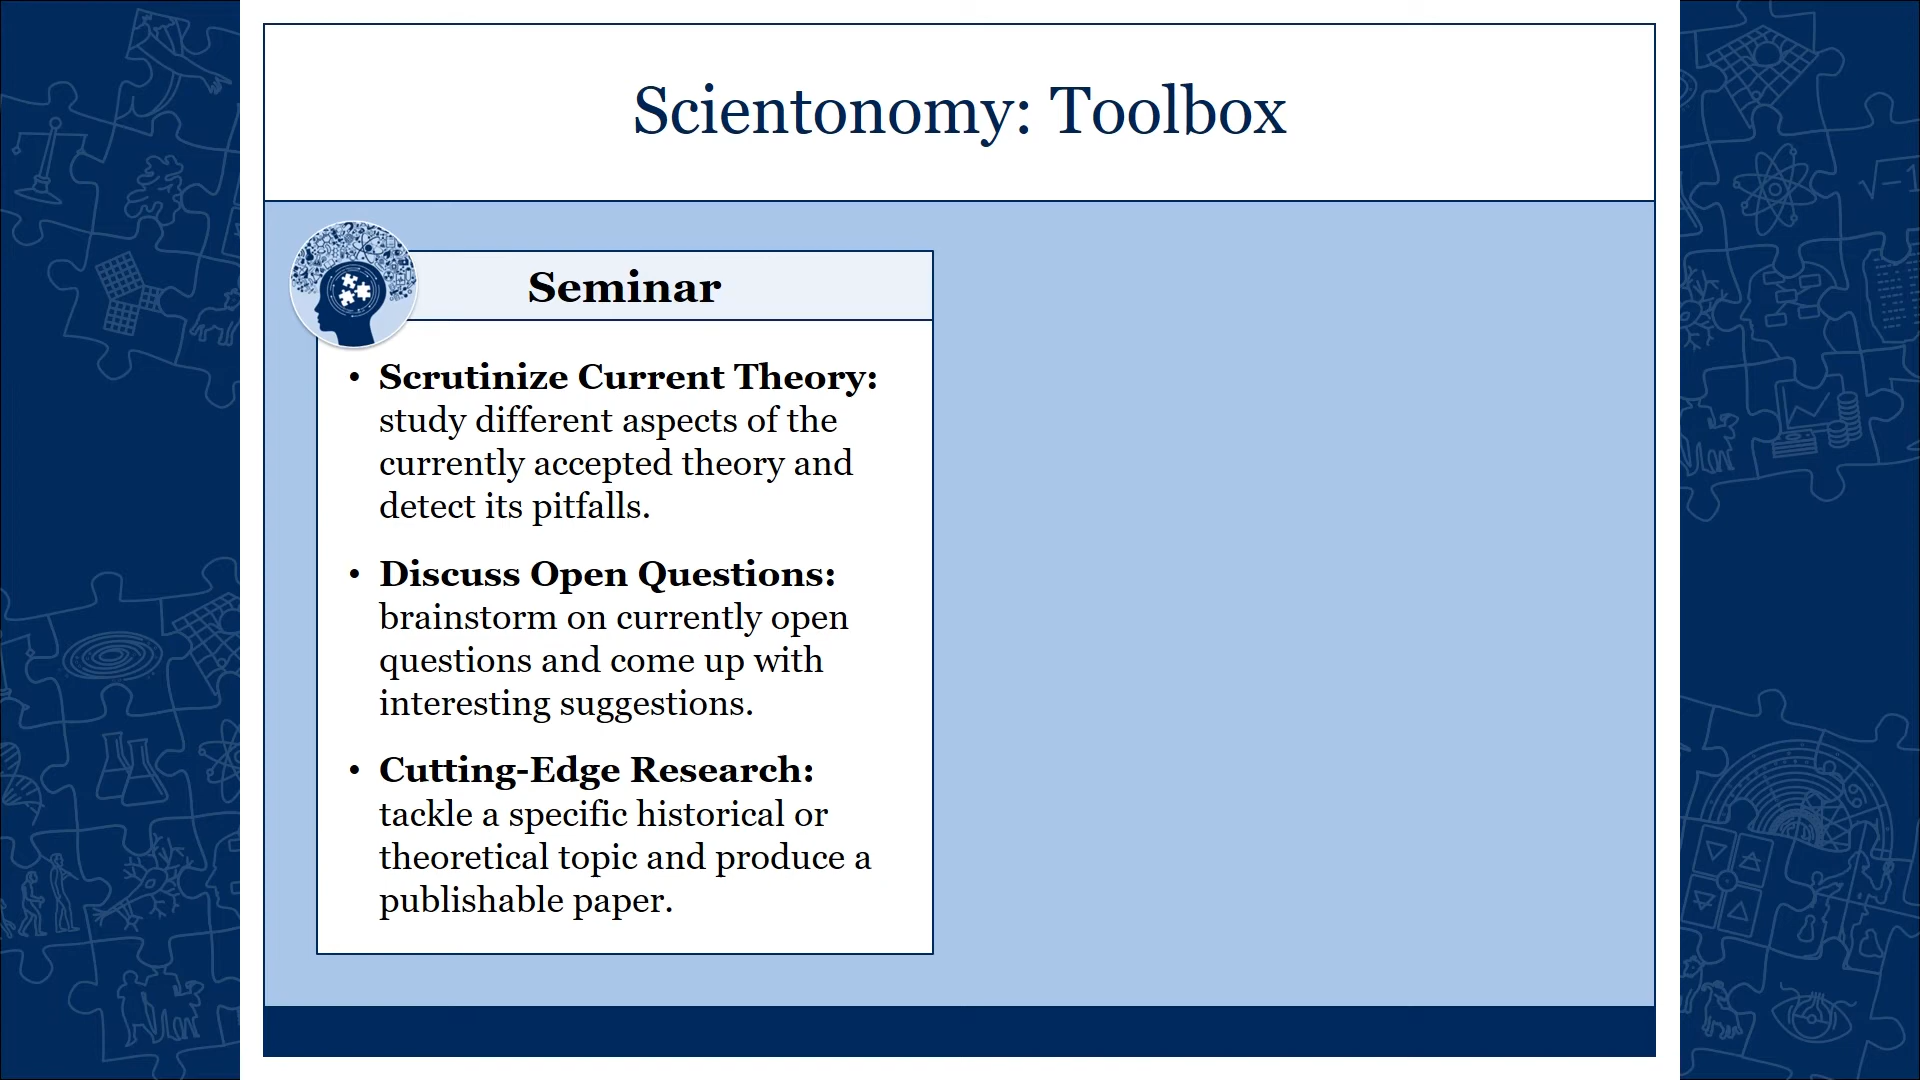 Scientonomy: Toolbox
Seminar
• Scrutinize Current Theory:
study different aspects of the
currently accepted theory and
detect its pitfalls.
• Discuss Open Questions:
brainstorm on currently open
questions and come up with
interesting suggestions.
• Cutting-Edge Research:
tackle a specific historical or
theoretical topic and produce a
publishable paper.
√-1